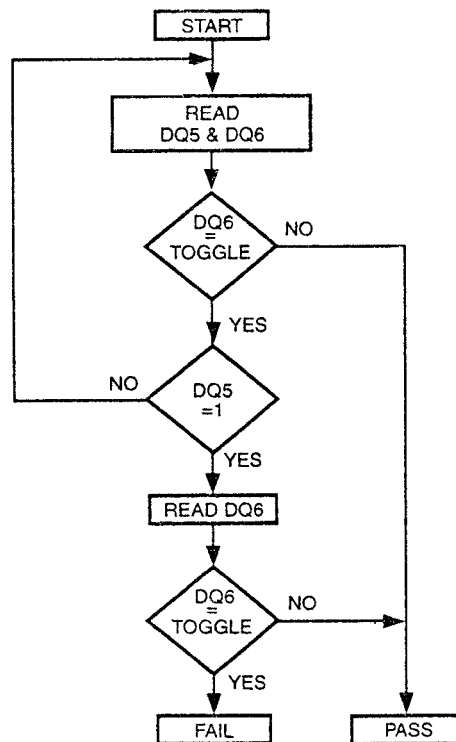 START
READ
DQ5 & DQ6
DQ6
=
TOGGLE
NO
YES
NO
DQ5
=1
YES
READ DQ6
DQ6
=
TOGGLE
NO
YES
FAIL
PASS